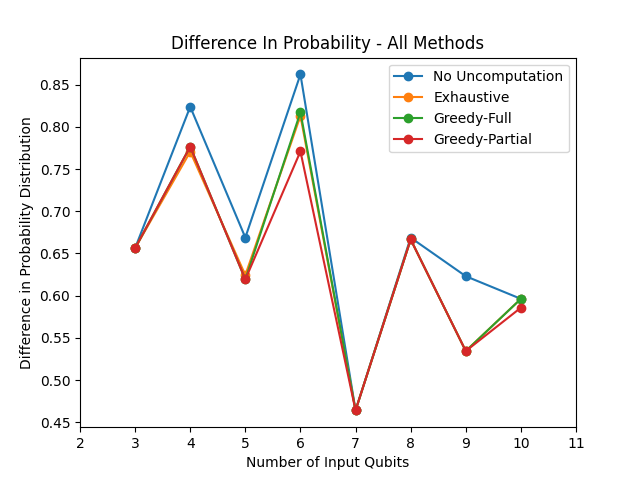 Difference In Probability - All Methods
No Uncomputation
Exhaustive
Greedy-Full
Greedy-Partial
Difference in Probability Distribution
0.85
0.80
0.75
0.70
0.65
0.60
0.55
0.50
0.45
2 3 4 5 6 7 8 9 10 11
Number of Input Qubits